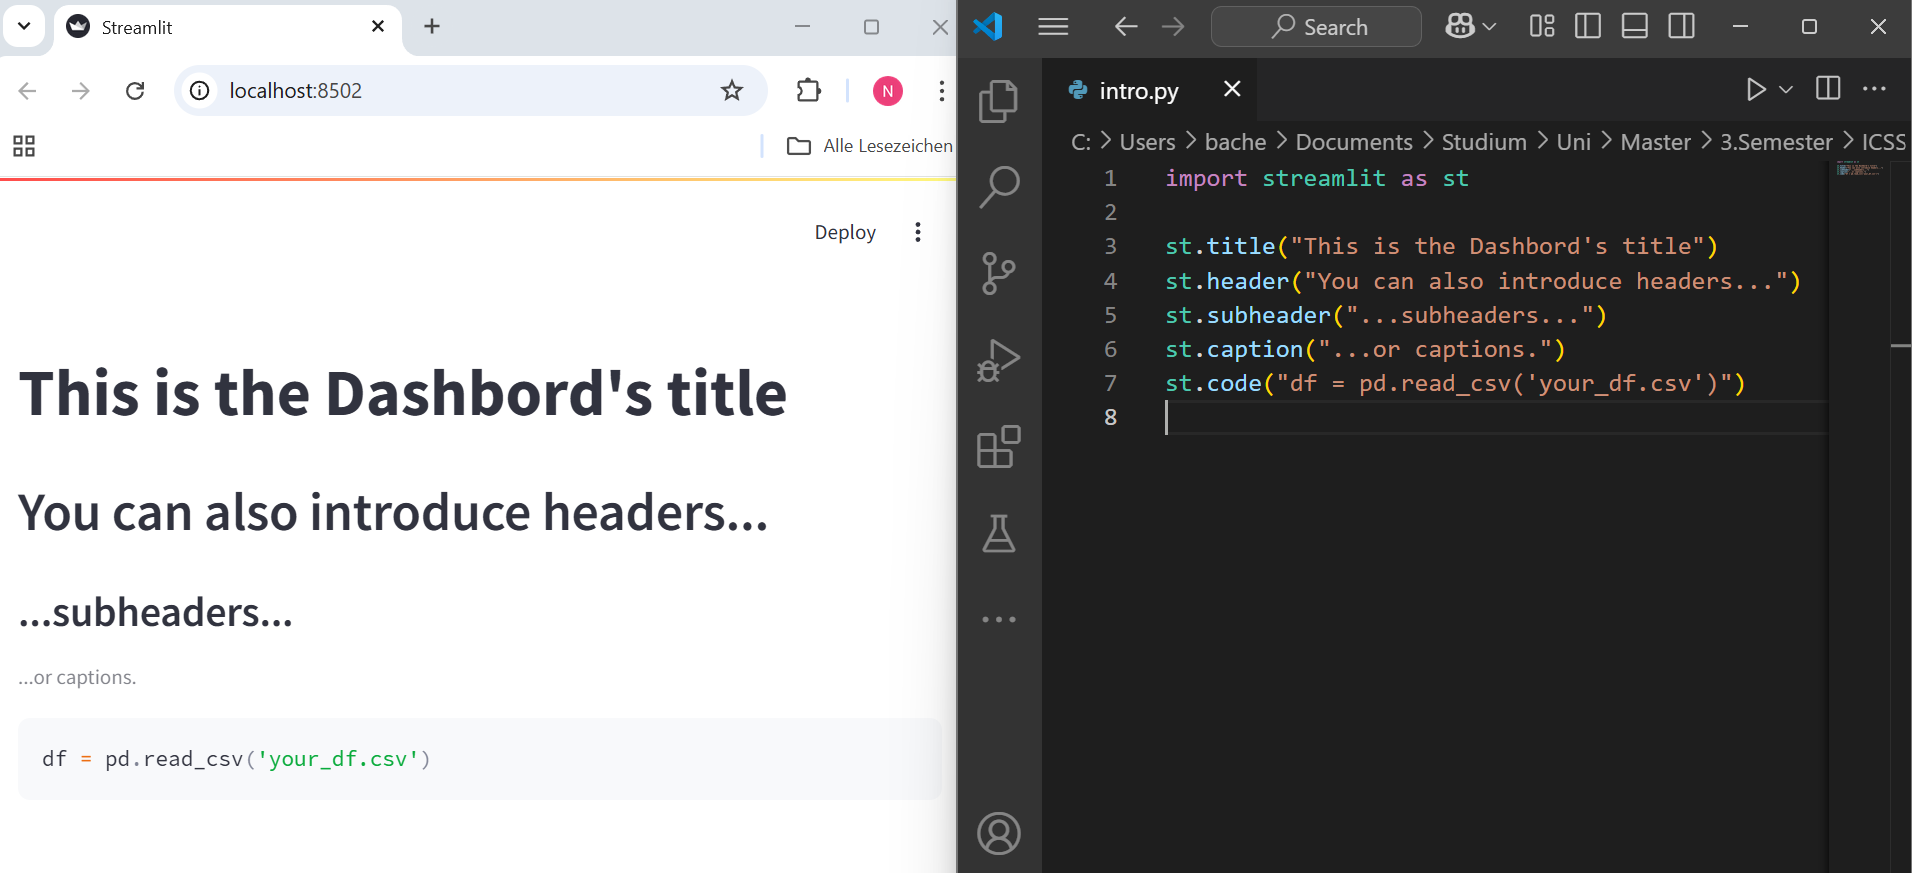 Streamlit
localhost:8502
N
Alle Lesezeichen
Deploy
This is the Dashbord's title
You can also introduce headers...
...subheaders...
...or captions.
df = pd.read_csv('your_df.csv')
Search
intro.py
C: > Users > bache > Documents > Studium > Uni > Master > 3.Semester > ICSS
1 import streamlit as st
2
3 st.title("This is the Dashbord's title")
4 st.header("You can also introduce headers...")
5 st.subheader("...subheaders...")
6 st.caption("...or captions.")
7 st.code("df = pd.read_csv('your_df.csv')")
8